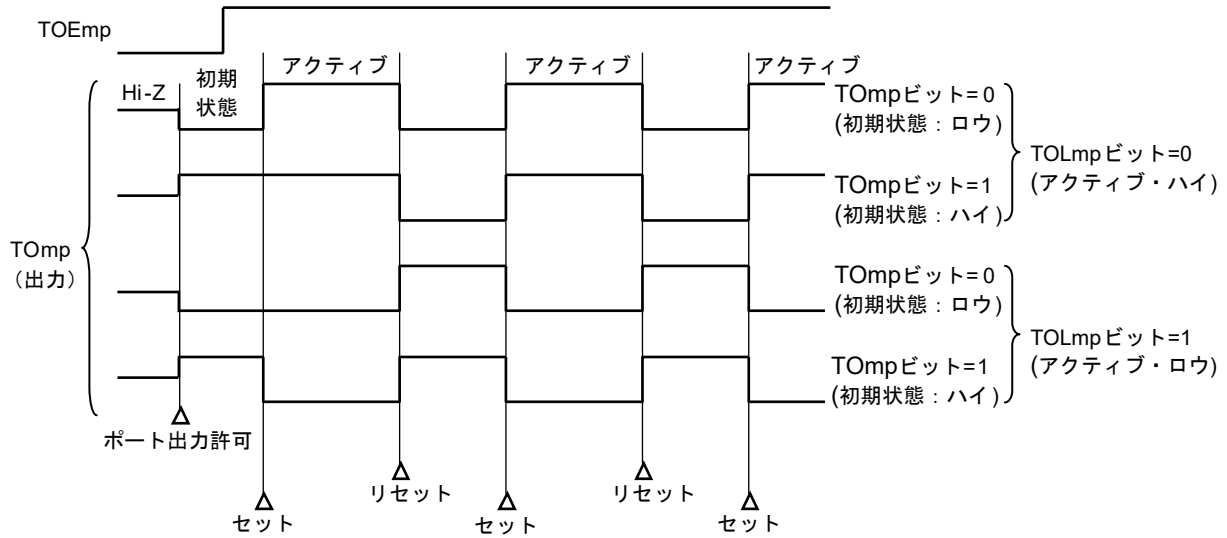 TOEmp
アクティブ
アクティブ
アクティブ
Hi-Z
初期
状態
TOmpビット= 0
(初期状態：ロウ)
TOLmpビット=0
(アクティブ・ハイ)
TOmpビット=1
(初期状態：ハイ)
TOmp
（出力）
TOmpビット= 0
(初期状態：ロウ)
TOLmpビット=1
(アクティブ・ロウ)
TOmpビット=1
(初期状態：ハイ)
ポート出力許可
リセット
リセット
セット
セット
セット